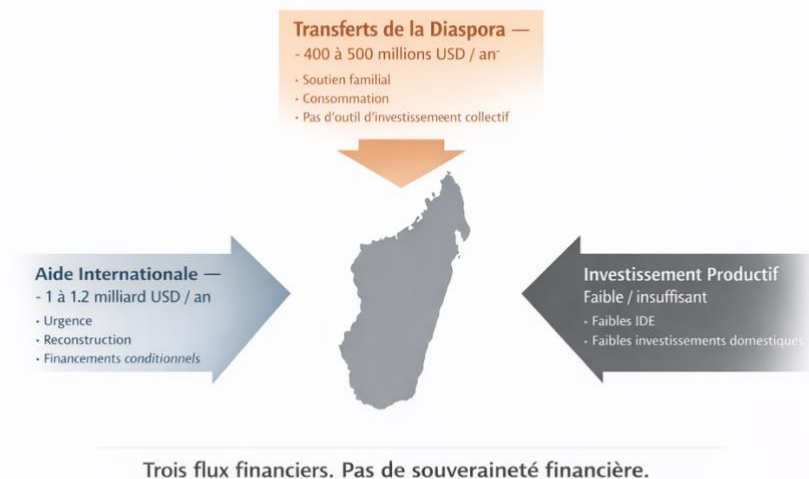 Transferts de la Diaspora —
- 400 à 500 millions USD / an-
· Soutien familial
· Consommation
· Pas d'outil d'investisseement collectif
Aide Internationale —
- 1 à 1.2 milliard USD / an
· Urgence
· Reconstruction
· Financements conditionnels
Investissement Productif
Faible / insuffisant
· Faibles IDE
· Faibles investissements domestiques
Trois flux financiers. Pas de souveraineté financière.